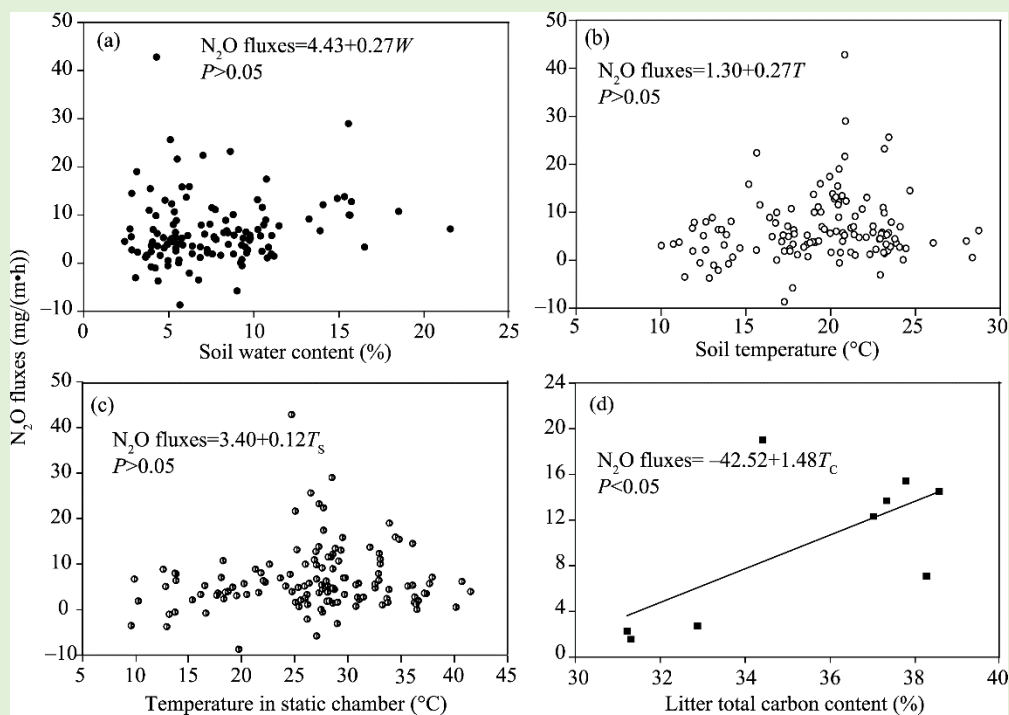 N₂O fluxes (mg/(m•h))
(a)
N₂O fluxes=4.43+0.27W
P>0.05
50
40
30
20
10
0
−10
0 5 10 15 20 25
Soil water content (%)
(b)
N₂O fluxes=1.30+0.27T
P>0.05
50
40
30
20
10
0
−10
5 10 15 20 25 30
Soil temperature (°C)
(c)
N₂O fluxes=3.40+0.12Tₛ
P>0.05
50
40
30
20
10
0
−10
5 10 15 20 25 30 35 40 45
Temperature in static chamber (°C)
(d)
N₂O fluxes= −42.52+1.48T_C
P<0.05
24
20
16
12
8
4
0
30 32 34 36 38 40
Litter total carbon content (%)